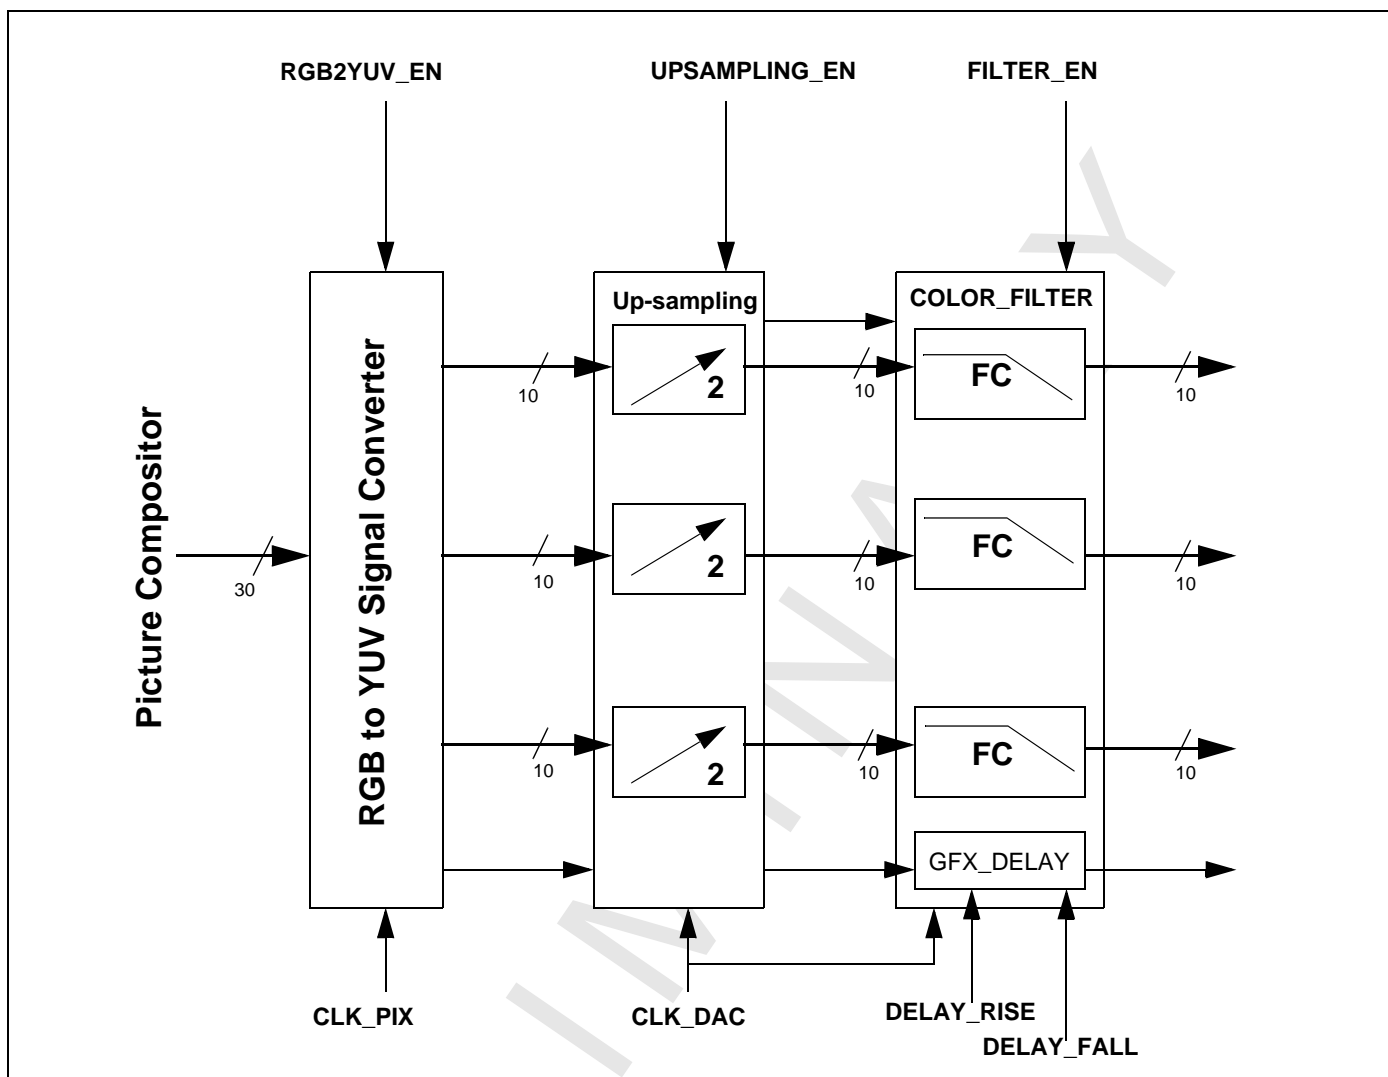 RGB2YUV_EN
UPSAMPLING_EN
FILTER_EN
Picture Compositor
30
RGB to YUV Signal Converter
10
10
10
Up-sampling
2
2
2
10
10
10
COLOR_FILTER
FC
FC
FC
GFX_DELAY
10
10
10
CLK_PIX
CLK_DAC
DELAY_RISE
DELAY_FALL